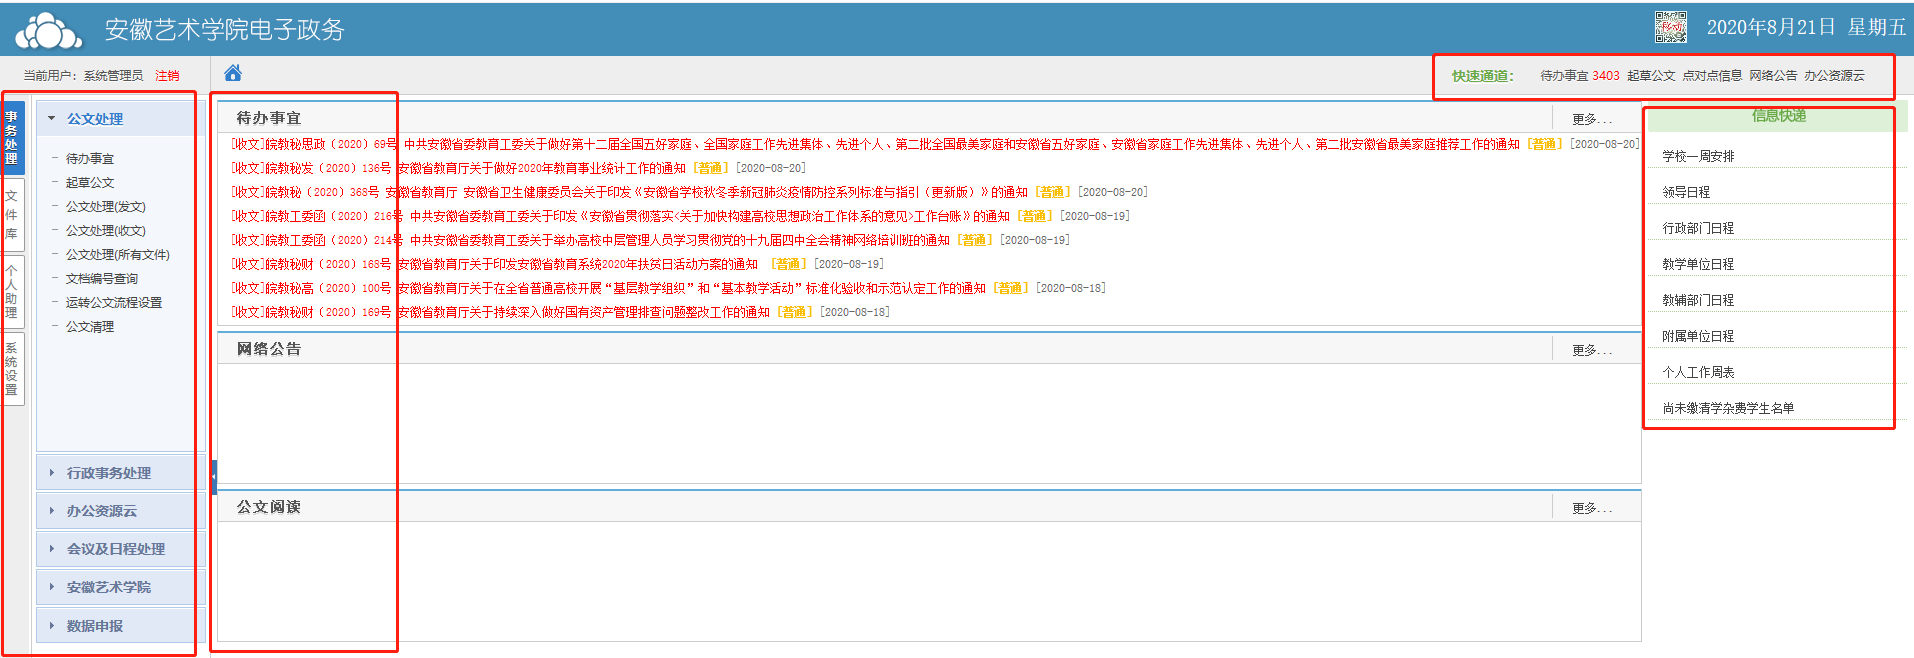 安徽艺术学院电子政务
2020年8月21日 星期五
当前用户：系统管理员 注销
快速通道： 待办事宜 3403 起草公文 点对点信息 网络公告 办公资源云
事务处理
文件库
个人助理
系统设置
公文处理
待办事宜
起草公文
公文处理(发文)
公文处理(收文)
公文处理(所有文件)
文档编号查询
运转公文流程设置
公文清理
行政事务处理
办公资源云
会议及日程处理
安徽艺术学院
数据申报
待办事宜 更多...
[收文]皖教秘思政（2020）69号 中共安徽省委教育工委关于做好第十二届全国五好家庭、全国家庭工作先进集体、先进个人、第二批全国最美家庭和安徽省五好家庭、安徽省家庭工作先进集体、先进个人、第二批安徽省最美家庭推荐工作的通知 [普通] [2020-08-20]
[收文]皖教秘发（2020）136号 安徽省教育厅关于做好2020年教育事业统计工作的通知 [普通] [2020-08-20]
[收文]皖教秘（2020）368号 安徽省教育厅 安徽省卫生健康委员会关于印发《安徽省学校秋冬季新冠肺炎疫情防控系列标准与指引（更新版）》的通知 [普通] [2020-08-20]
[收文]皖教工委函（2020）216号 中共安徽省委教育工委关于印发《安徽省贯彻落实<关于加快构建高校思想政治工作体系的意见>工作台账》的通知 [普通] [2020-08-19]
[收文]皖教工委函（2020）214号 中共安徽省委教育工委关于举办高校中层管理人员学习贯彻党的十九届四中全会精神网络培训班的通知 [普通] [2020-08-19]
[收文]皖教秘财（2020）168号 安徽省教育厅关于印发安徽省教育系统2020年扶贫日活动方案的通知 [普通] [2020-08-19]
[收文]皖教秘高（2020）100号 安徽省教育厅关于在全省普通高校开展“基层教学组织”和“基本教学活动”标准化验收和示范认定工作的通知 [普通] [2020-08-18]
[收文]皖教秘财（2020）169号 安徽省教育厅关于持续深入做好国有资产管理排查问题整改工作的通知 [普通] [2020-08-18]
网络公告 更多...
公文阅读 更多...
信息快递
学校一周安排
领导日程
行政部门日程
教学单位日程
教辅部门日程
附属单位日程
个人工作周表
尚未缴清学杂费学生名单